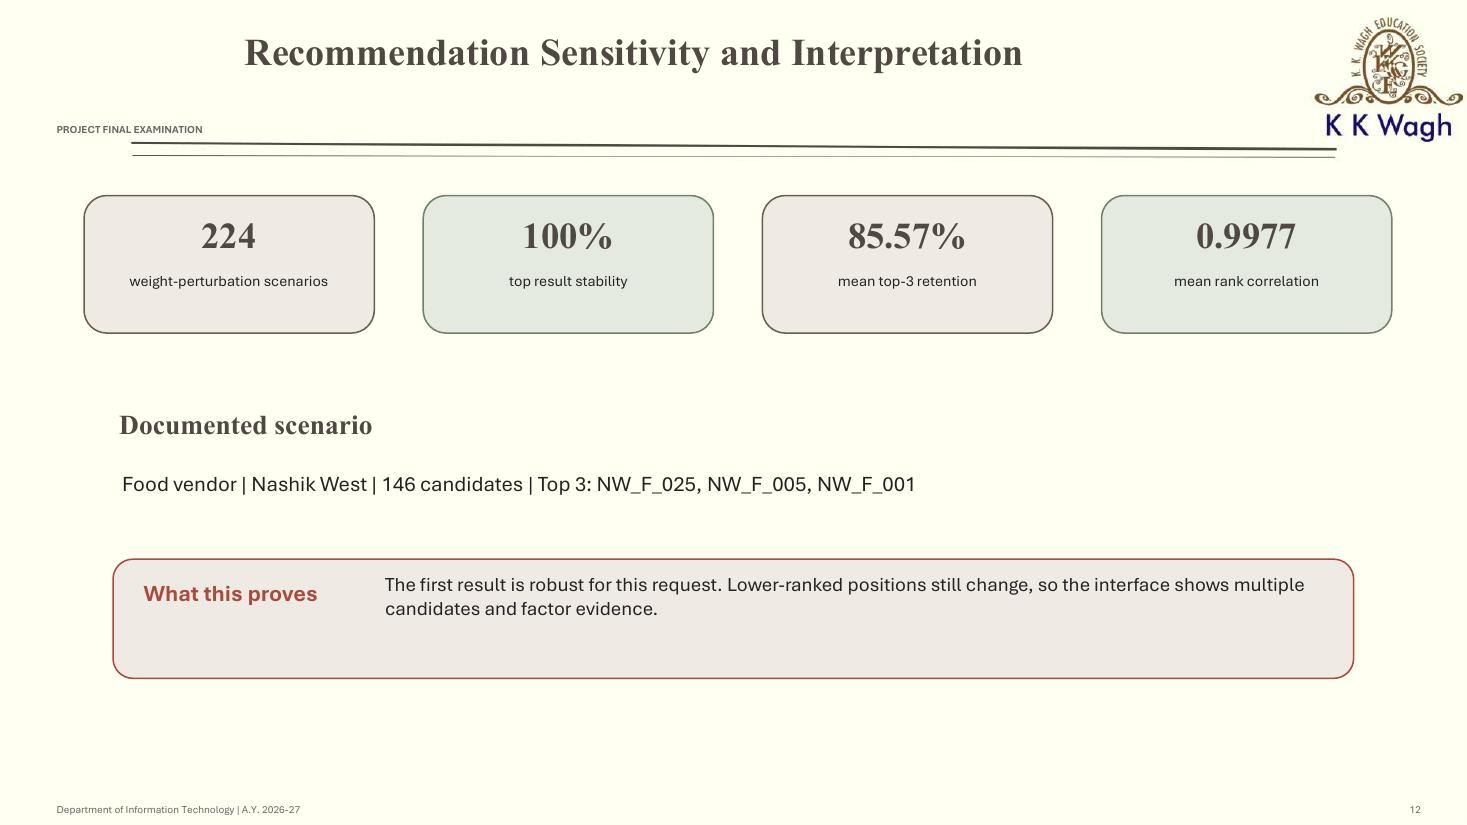 Recommendation Sensitivity and Interpretation
K. K. WAGH EDUCATION SOCIETY
K K Wagh
PROJECT FINAL EXAMINATION
224
weight-perturbation scenarios
100%
top result stability
85.57%
mean top-3 retention
0.9977
mean rank correlation
Documented scenario
Food vendor | Nashik West | 146 candidates | Top 3: NW_F_025, NW_F_005, NW_F_001
What this proves
The first result is robust for this request. Lower-ranked positions still change, so the interface shows multiple
candidates and factor evidence.
Department of Information Technology | A.Y. 2026-27
12